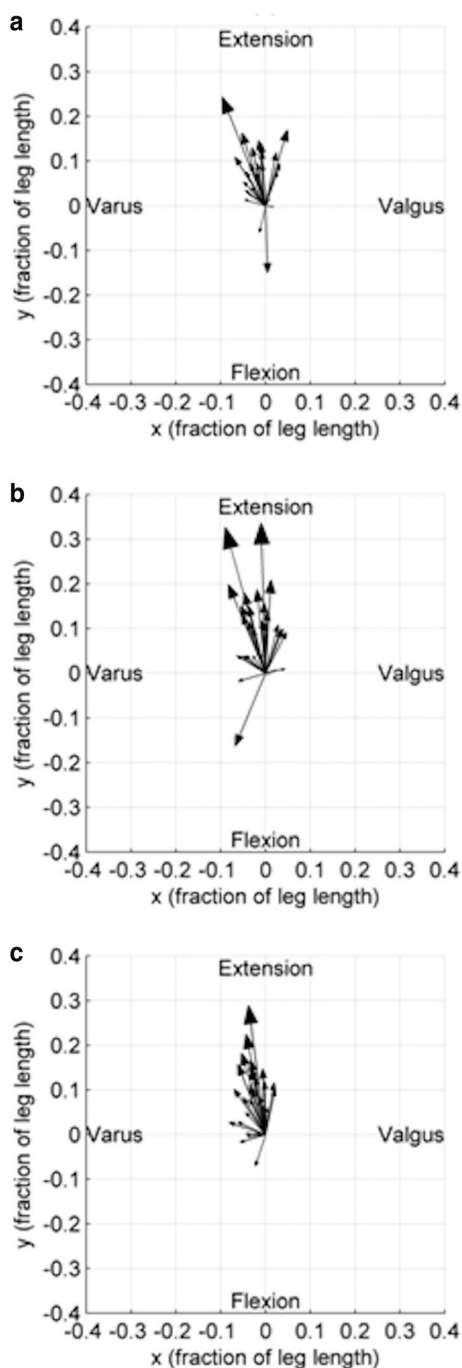 a
Extension
0.4
0.3
0.2
0.1
0
-0.1
-0.2
-0.3
-0.4
y (fraction of leg length)
Varus
Valgus
Flexion
-0.4 -0.3 -0.2 -0.1 0 0.1 0.2 0.3 0.4
x (fraction of leg length)
b
Extension
0.4
0.3
0.2
0.1
0
-0.1
-0.2
-0.3
-0.4
y (fraction of leg length)
Varus
Valgus
Flexion
-0.4 -0.3 -0.2 -0.1 0 0.1 0.2 0.3 0.4
x (fraction of leg length)
c
Extension
0.4
0.3
0.2
0.1
0
-0.1
-0.2
-0.3
-0.4
y (fraction of leg length)
Varus
Valgus
Flexion
-0.4 -0.3 -0.2 -0.1 0 0.1 0.2 0.3 0.4
x (fraction of leg length)